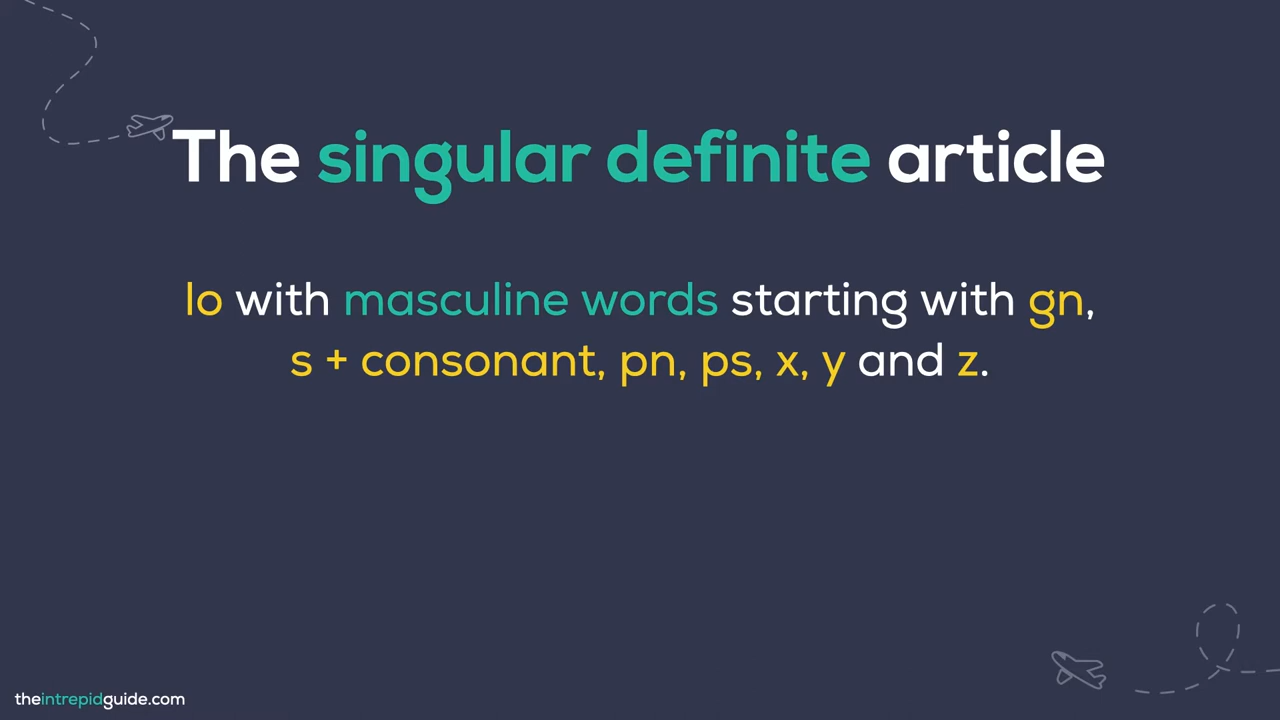 The singular definite article
lo with masculine words starting with gn,
s + consonant, pn, ps, x, y and z.
theintrepidguide.com